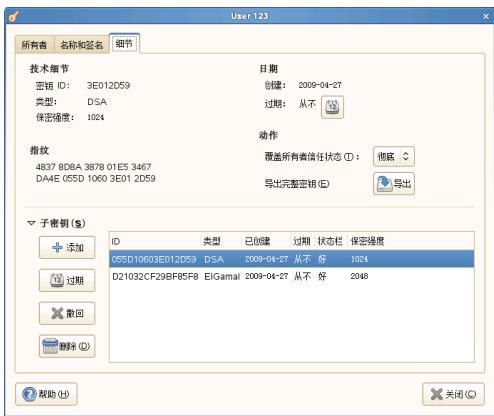 User 123
所有者 名称和签名 细节
技术细节
密钥 ID: 3E012D59
类型: DSA
保密强度: 1024
日期
创建: 2009-04-27
过期: 从不
指纹
4837 8D8A 3878 01E5 3467
DA4E 055D 1060 3E01 2D59
动作
覆盖所有者信任状态(T): 彻底
导出完整密钥(E) 导出
子密钥(S)
添加
过期
撤回
删除(D)
ID 类型 已创建 过期 状态栏 保密强度
055D10603E012D59 DSA 2009-04-27 从不 好 1024
D21032CF29BF85F8 ElGamal 2009-04-27 从不 好 2048
帮助(H) 关闭(C)